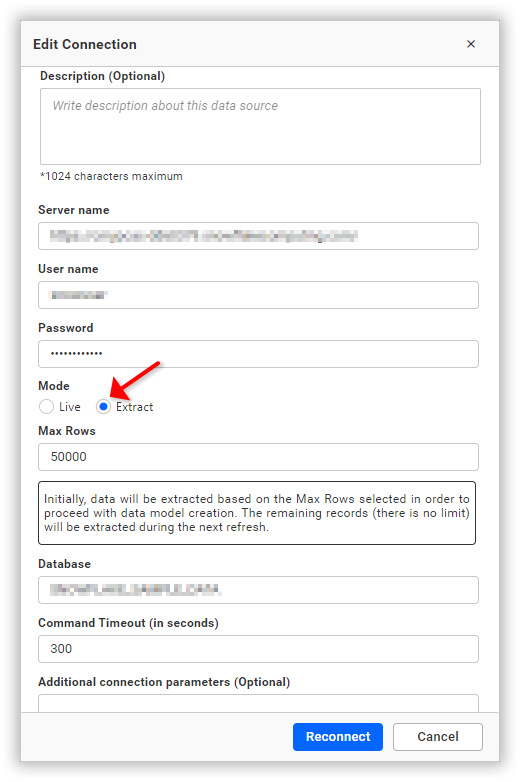 Edit Connection
×
Description (Optional)
Write description about this data source
*1024 characters maximum
Server name
User name
Password
••••••••••••
Mode
Live
Extract
Max Rows
50000
Initially, data will be extracted based on the Max Rows selected in order to
proceed with data model creation. The remaining records (there is no limit)
will be extracted during the next refresh.
Database
Command Timeout (in seconds)
300
Additional connection parameters (Optional)
Reconnect
Cancel